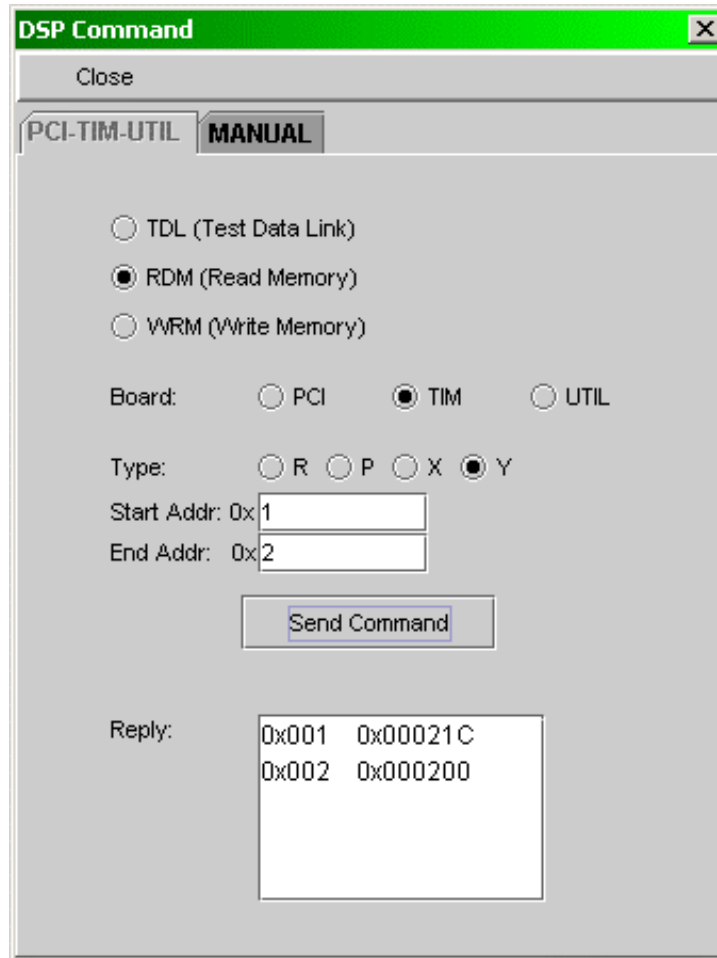 DSP Command
Close
PCI-TIM-UTIL MANUAL
TDL (Test Data Link)
RDM (Read Memory)
WRM (Write Memory)
Board: PCI TIM UTIL
Type: R P X Y
Start Addr: 0x 1
End Addr: 0x 2
Send Command
Reply:
0x001 0x00021C
0x002 0x000200